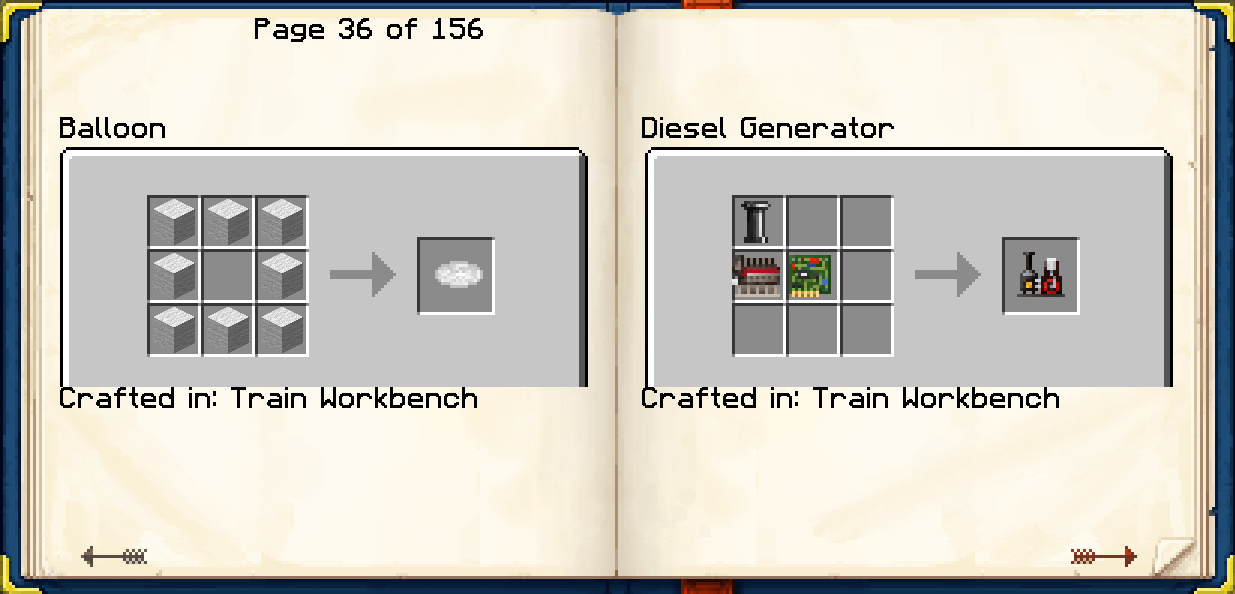 Page 36 of 156
Balloon
Crafted in: Train Workbench
Diesel Generator
Crafted in: Train Workbench